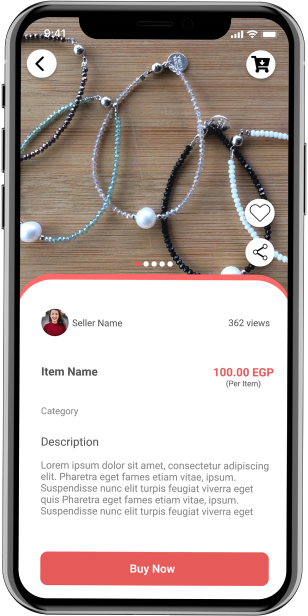 9:41
Seller Name
362 views
Item Name
100.00 EGP
(Per Item)
Category
Description
Lorem ipsum dolor sit amet, consectetur adipiscing
elit. Pharetra eget fames etiam vitae, ipsum.
Suspendisse nunc elit turpis feugiat viverra eget
quis Pharetra eget fames etiam vitae, ipsum.
Suspendisse nunc elit turpis feugiat viverra eget
Buy Now